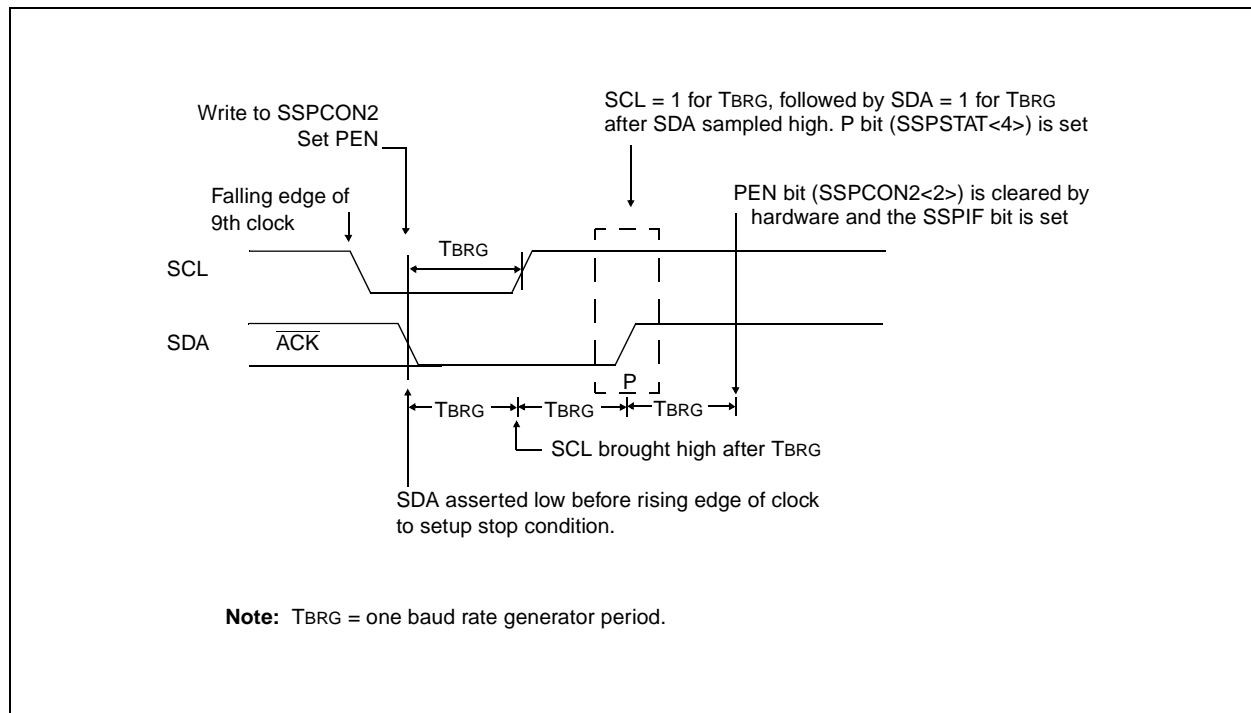 Write to SSPCON2
Set PEN
SCL = 1 for TBRG, followed by SDA = 1 for TBRG
after SDA sampled high. P bit (SSPSTAT<4>) is set
Falling edge of
9th clock
PEN bit (SSPCON2<2>) is cleared by
hardware and the SSPIF bit is set
TBRG
SCL
SDA
ACK
P
TBRG
TBRG
TBRG
SCL brought high after TBRG
SDA asserted low before rising edge of clock
to setup stop condition.
Note: TBRG = one baud rate generator period.